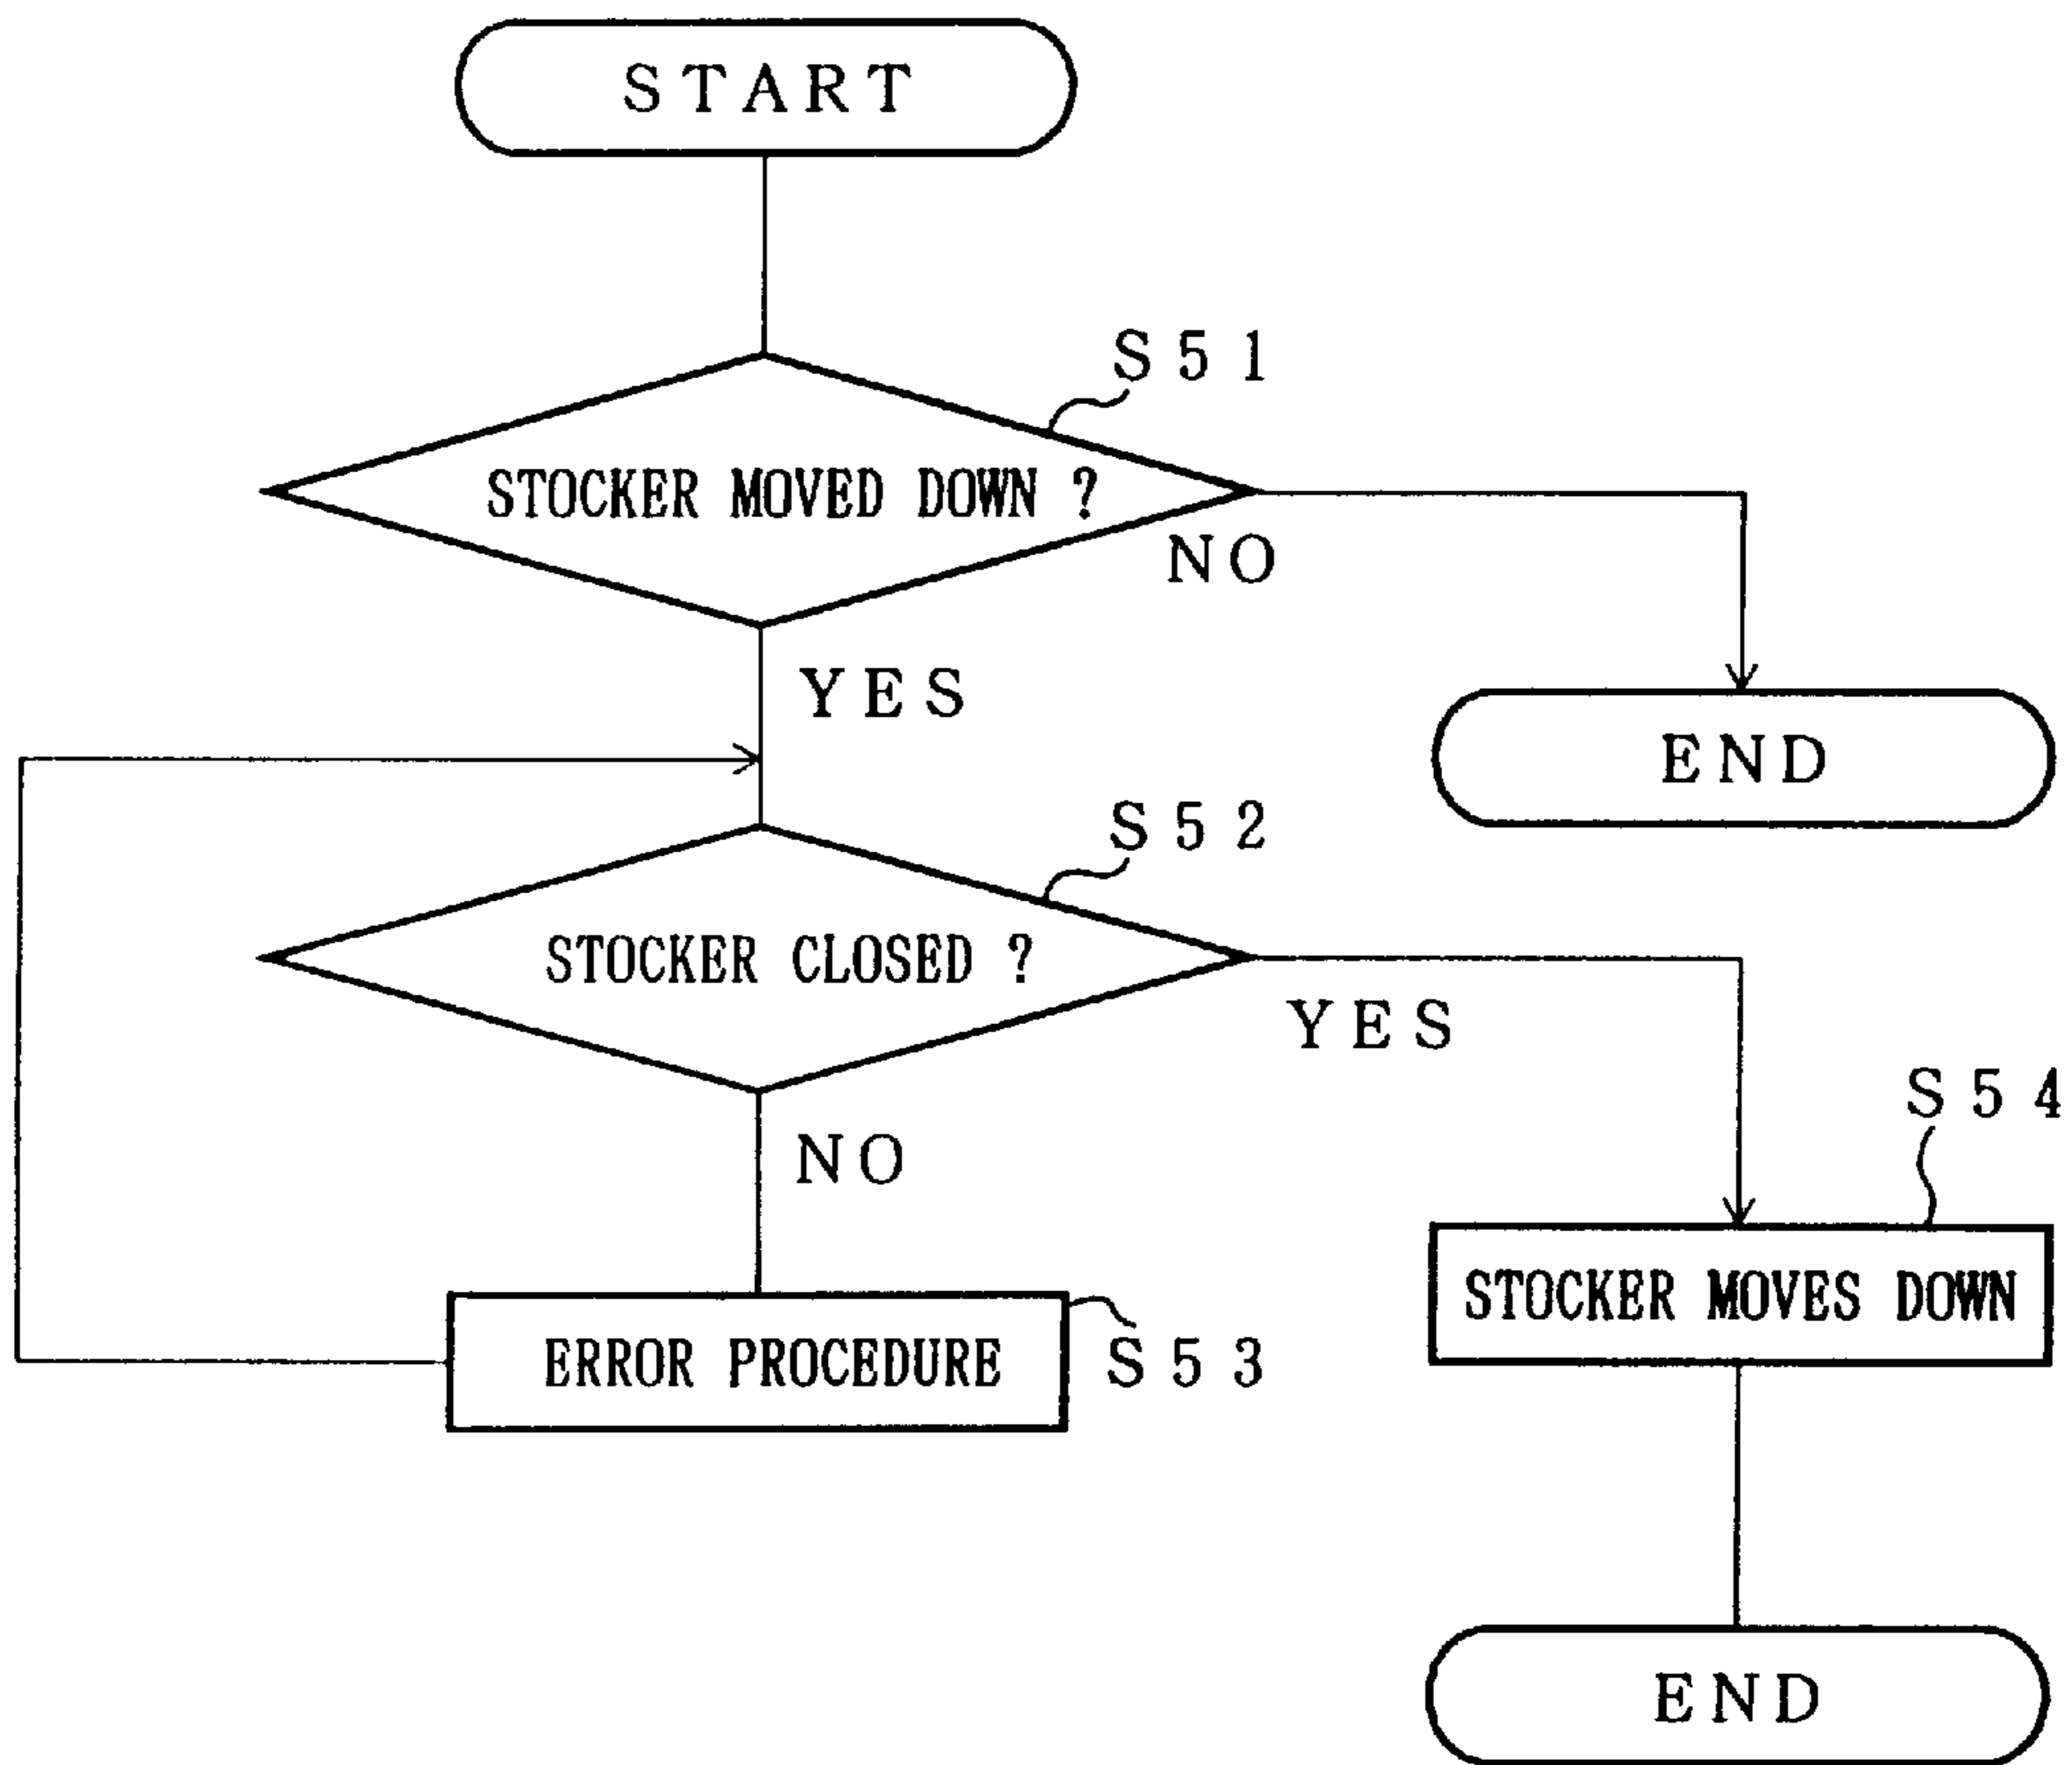 START
S51
STOCKER MOVED DOWN ?
NO
YES
END
S52
STOCKER CLOSED ?
YES
S54
NO
STOCKER MOVES DOWN
ERROR PROCEDURE
S53
END